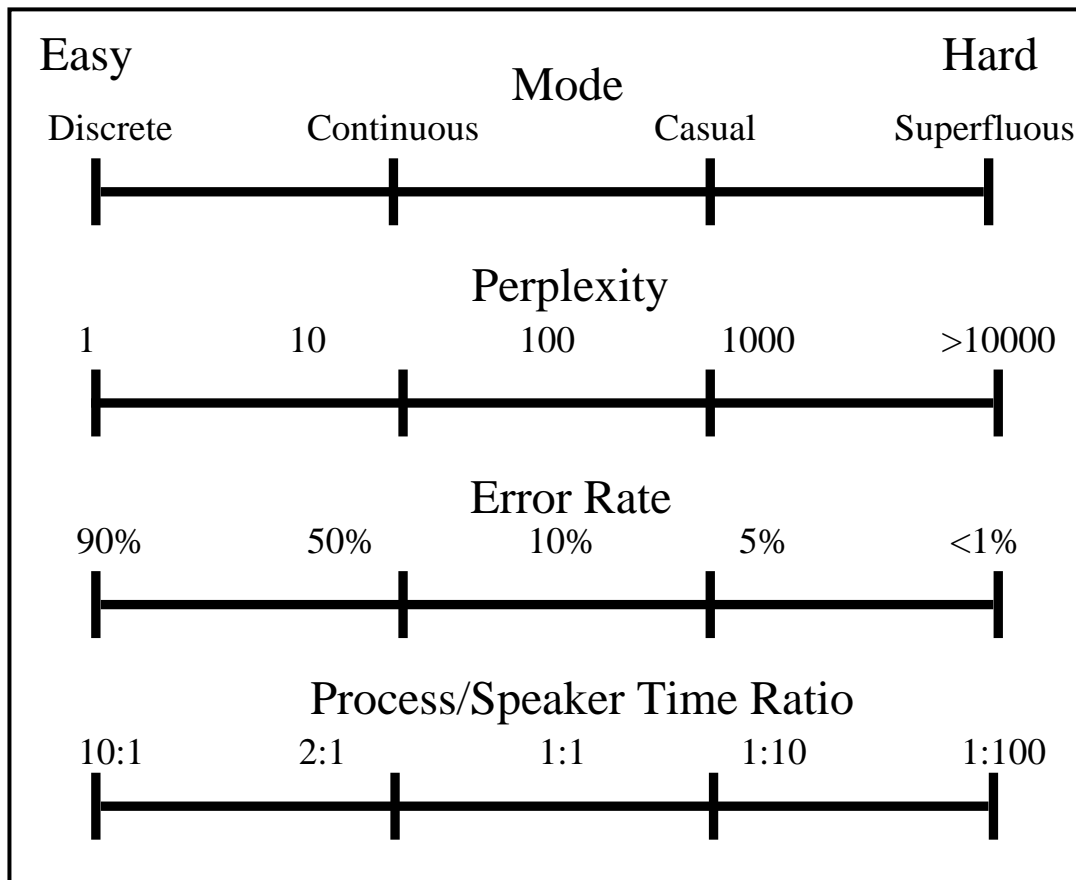 Easy Hard
Mode
Discrete Continuous Casual Superfluous
Perplexity
1 10 100 1000 >10000
Error Rate
90% 50% 10% 5% <1%
Process/Speaker Time Ratio
10:1 2:1 1:1 1:10 1:100